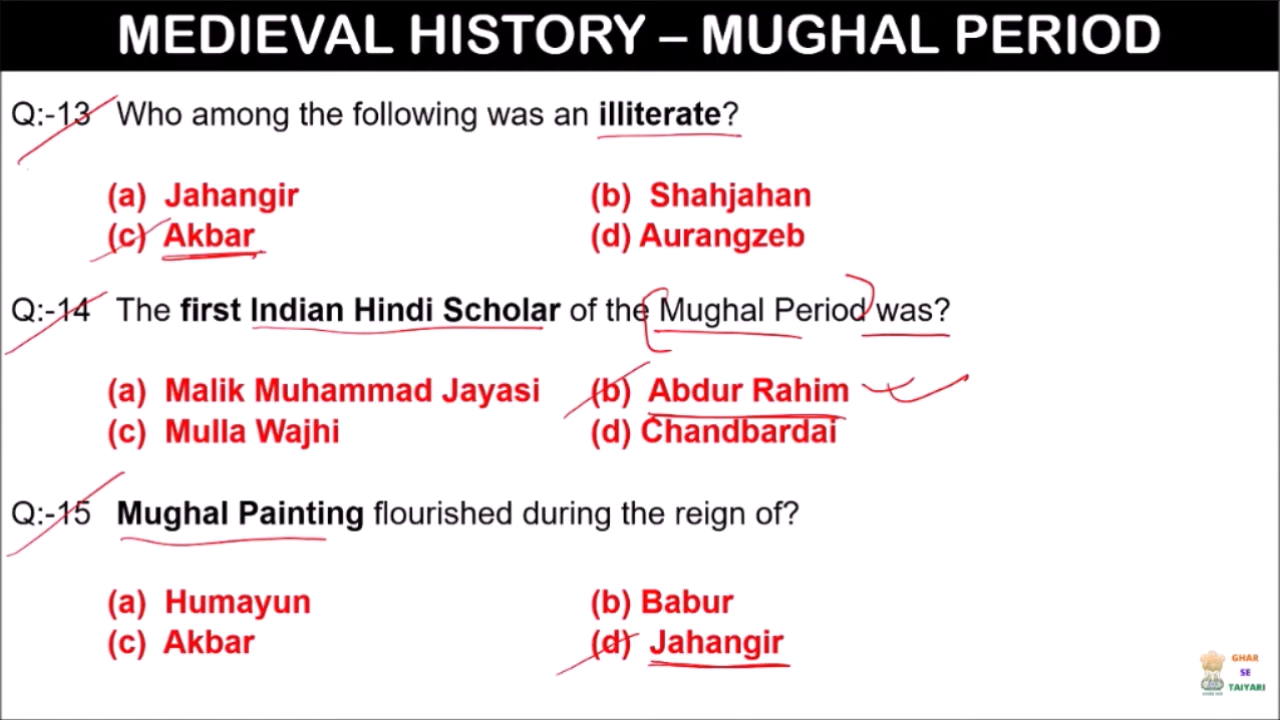 MEDIEVAL HISTORY – MUGHAL PERIOD
Q:-13 Who among the following was an illiterate?
(a) Jahangir (b) Shahjahan
(c) Akbar (d) Aurangzeb
Q:-14 The first Indian Hindi Scholar of the Mughal Period was?
(a) Malik Muhammad Jayasi (b) Abdur Rahim
(c) Mulla Wajhi (d) Chandbardai
Q:-15 Mughal Painting flourished during the reign of?
(a) Humayun (b) Babur
(c) Akbar (d) Jahangir
GHAR
SE
TAIYARI